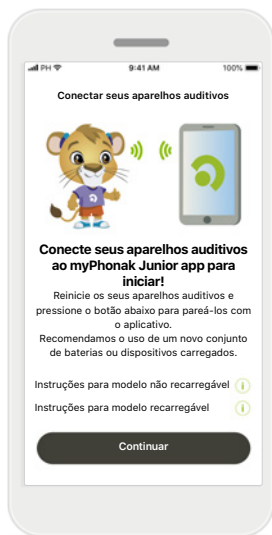 PH 9:41 AM 100%
Conectar seus aparelhos auditivos
Conecte seus aparelhos auditivos
ao myPhonak Junior app para
iniciar!
Reinicie os seus aparelhos auditivos e
pressione o botão abaixo para pareá-los com
o aplicativo.
Recomendamos o uso de um novo conjunto
de baterias ou dispositivos carregados.
Instruções para modelo não recarregável i
Instruções para modelo recarregável i
Continuar